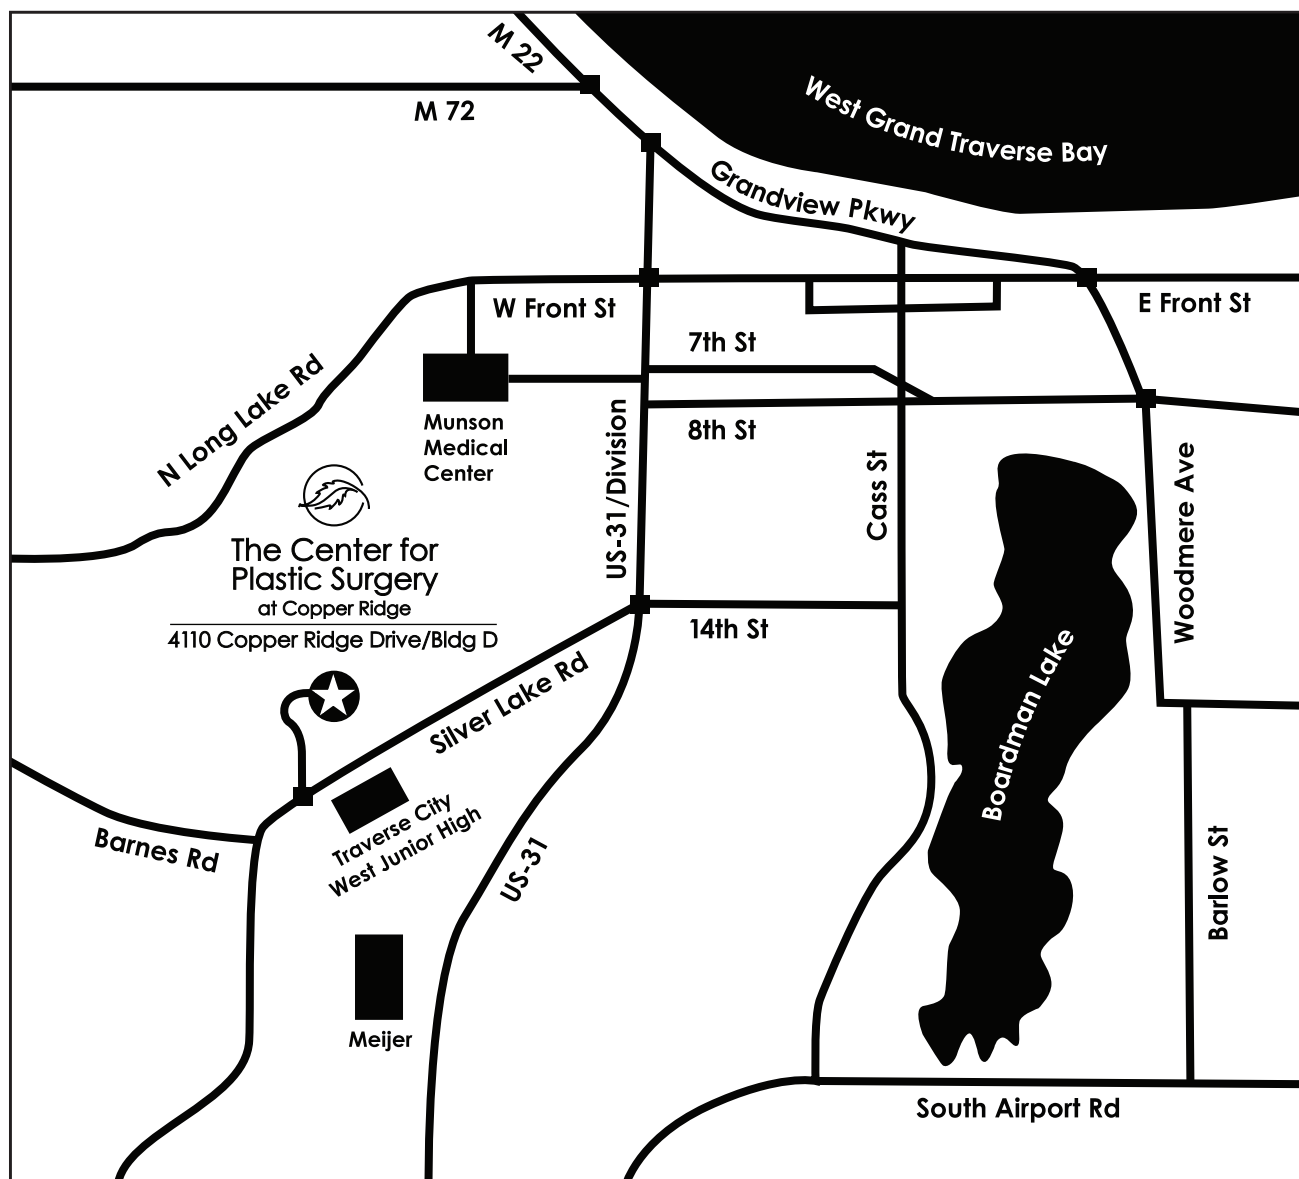 M 22
M 72
West Grand Traverse Bay
Grandview Pkwy
W Front St
E Front St
7th St
N Long Lake Rd
Munson
Medical
Center
8th St
US-31/Division
Cass St
Woodmere Ave
The Center for
Plastic Surgery
at Copper Ridge
4110 Copper Ridge Drive/Bldg D
14th St
Silver Lake Rd
Boardman Lake
Barnes Rd
Traverse City
West Junior High
US-31
Barlow St
Meijer
South Airport Rd